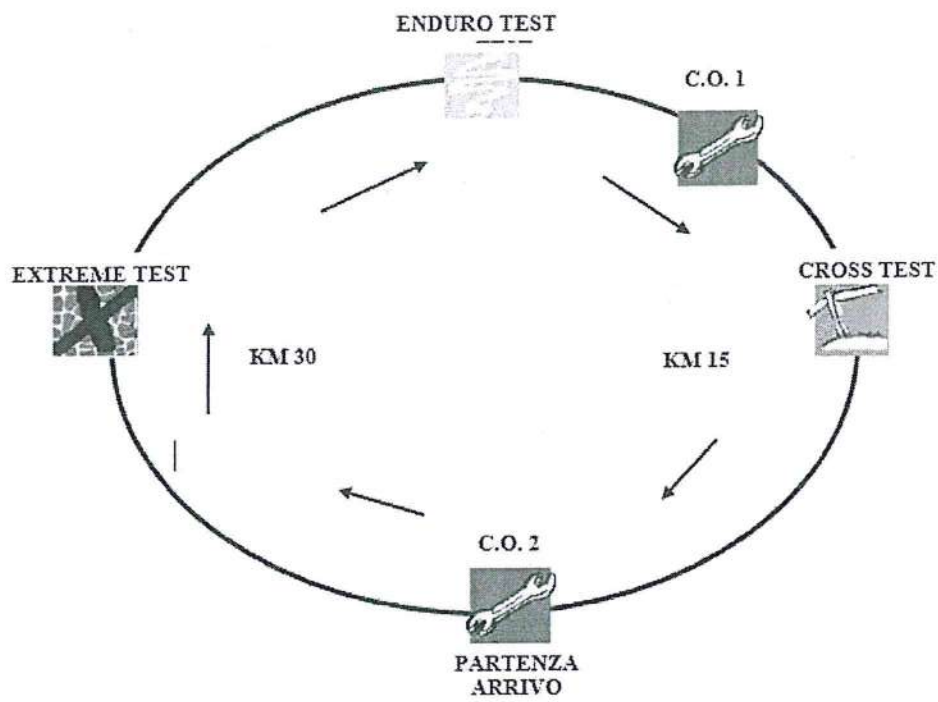 ENDURO TEST
C.O. 1
EXTREME TEST
CROSS TEST
KM 30
KM 15
C.O. 2
PARTENZA
ARRIVO